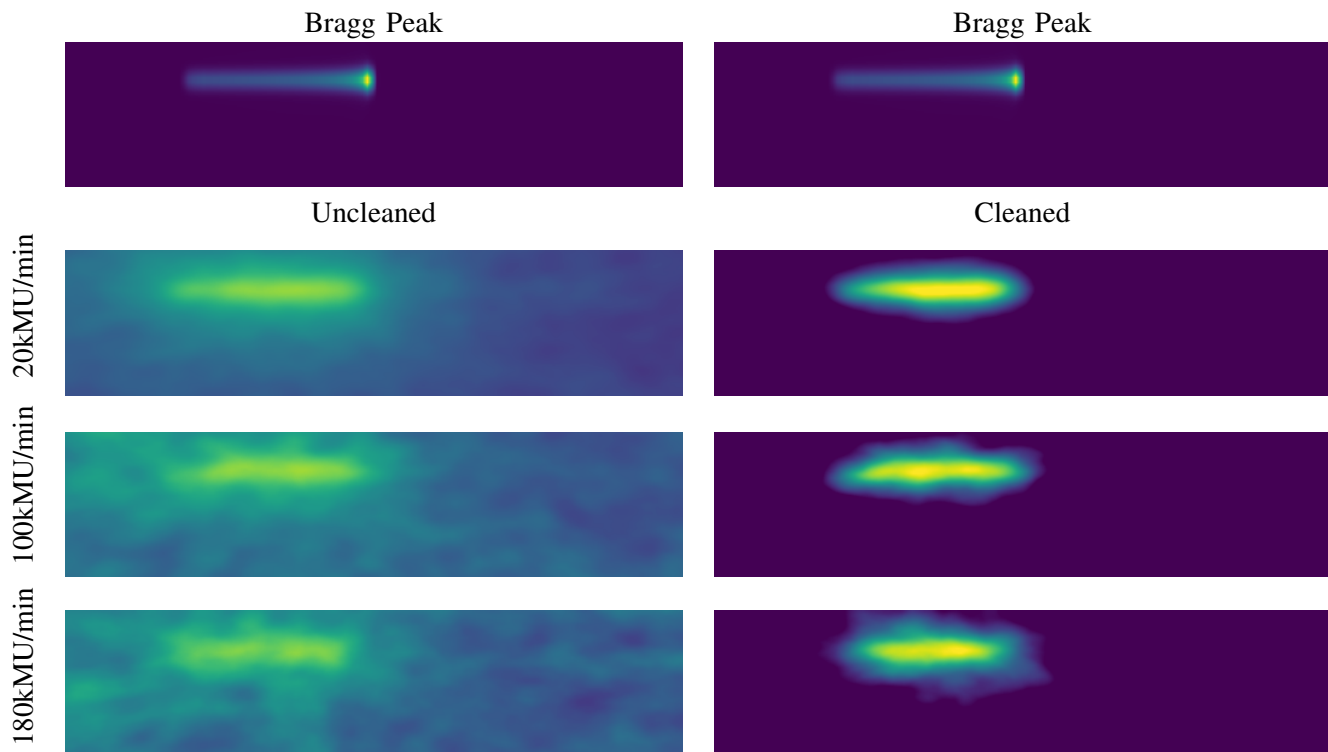 Bragg Peak
Bragg Peak
Uncleaned
Cleaned
20kMU/min
100kMU/min
180kMU/min